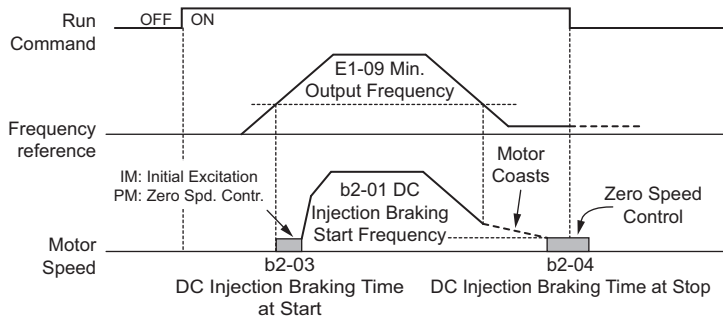 Run
Command
OFF
ON
E1-09 Min.
Output Frequency
Frequency
reference
IM: Initial Excitation
PM: Zero Spd. Contr.
b2-01 DC
Injection Braking
Start Frequency
Motor
Coasts
Zero Speed
Control
Motor
Speed
b2-03
DC Injection Braking Time
at Start
b2-04
DC Injection Braking Time at Stop